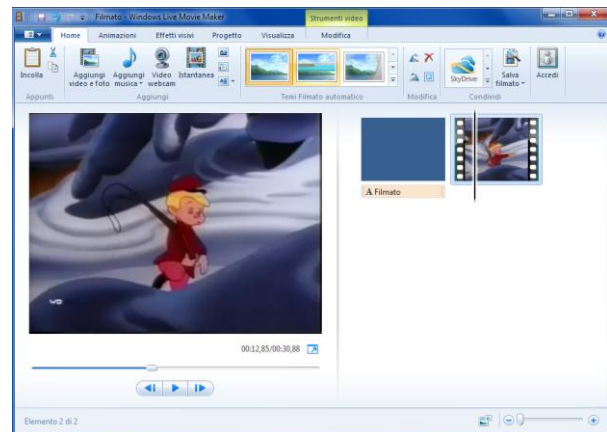 Filmato - Windows Live Movie Maker
Strumenti video
Home Animazioni Effetti visivi Progetto Visualizza Modifica
Incolla
Aggiungi video e foto
Aggiungi musica
Video webcam
Istantanea
SkyDrive
Salva filmato
Accedi
Appunti Aggiungi Temi Filmato automatico Modifica Condividi
A Filmato
00:12,85/00:30,88
Elemento 2 di 2